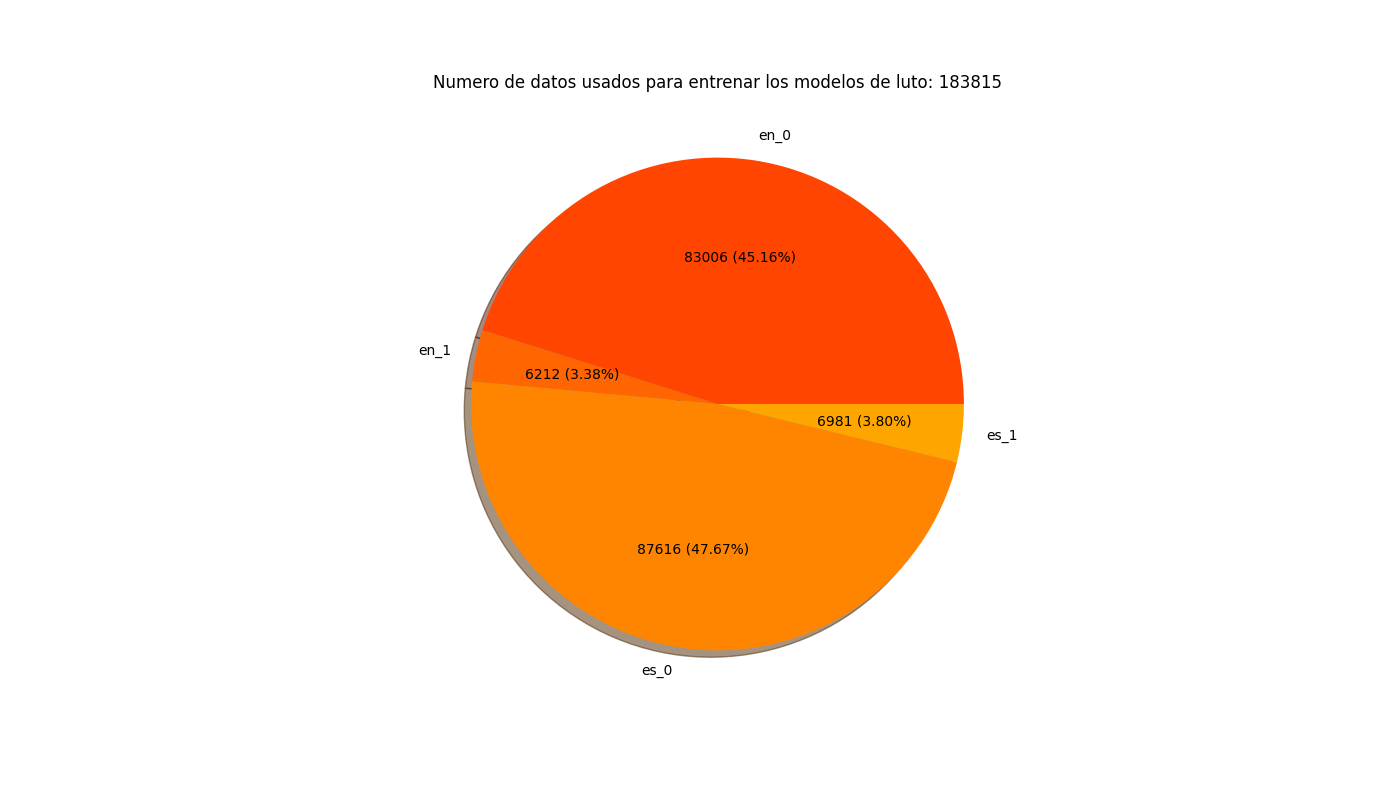 Numero de datos usados para entrenar los modelos de luto: 183815
en_0
83006 (45.16%)
en_1
6212 (3.38%)
6981 (3.80%)
es_1
87616 (47.67%)
es_0